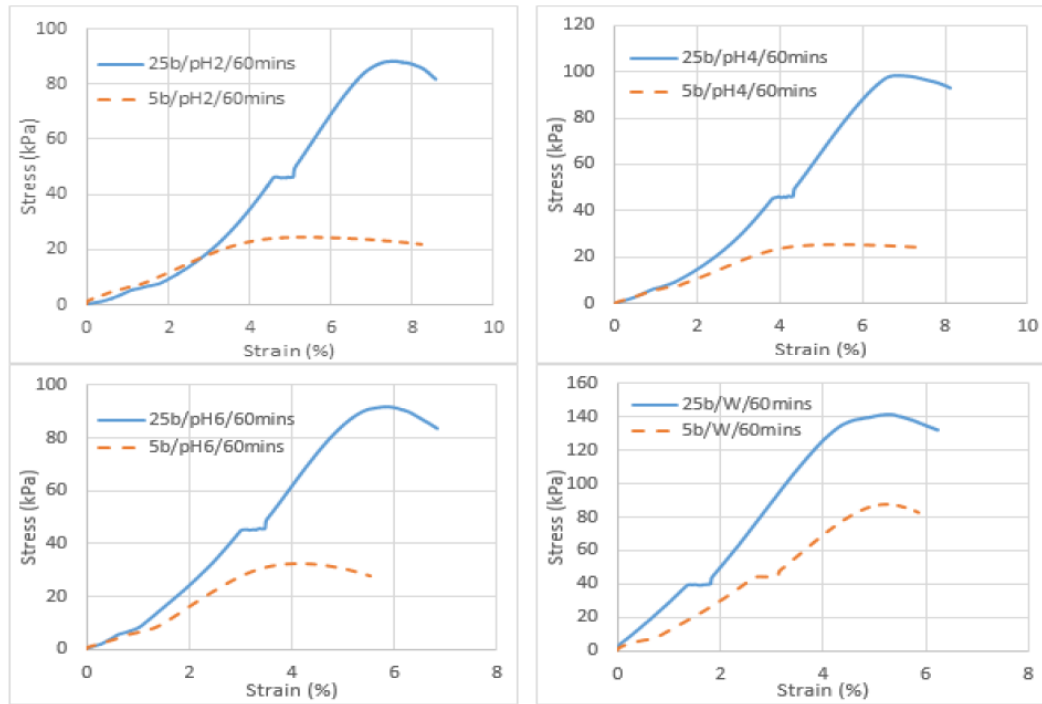 100
80
60
40
20
0
Stress (kPa)
25b/pH2/60mins
5b/pH2/60mins
0 2 4 6 8 10
Strain (%)
120
100
80
60
40
20
0
Stress (kPa)
25b/pH4/60mins
5b/pH4/60mins
0 2 4 6 8 10
Strain (%)
100
80
60
40
20
0
Stress (kPa)
25b/pH6/60mins
5b/pH6/60mins
0 2 4 6 8
Strain (%)
160
140
120
100
80
60
40
20
0
Stress (kPa)
25b/W/60mins
5b/W/60mins
0 2 4 6 8
Strain (%)